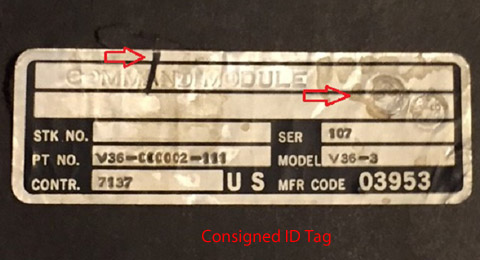 COMMAND MODULE
STK NO. SER 107
PT NO. V36-000002-111 MODEL V36-3
CONTR. 7137 US MFR CODE 03953
Consigned ID Tag